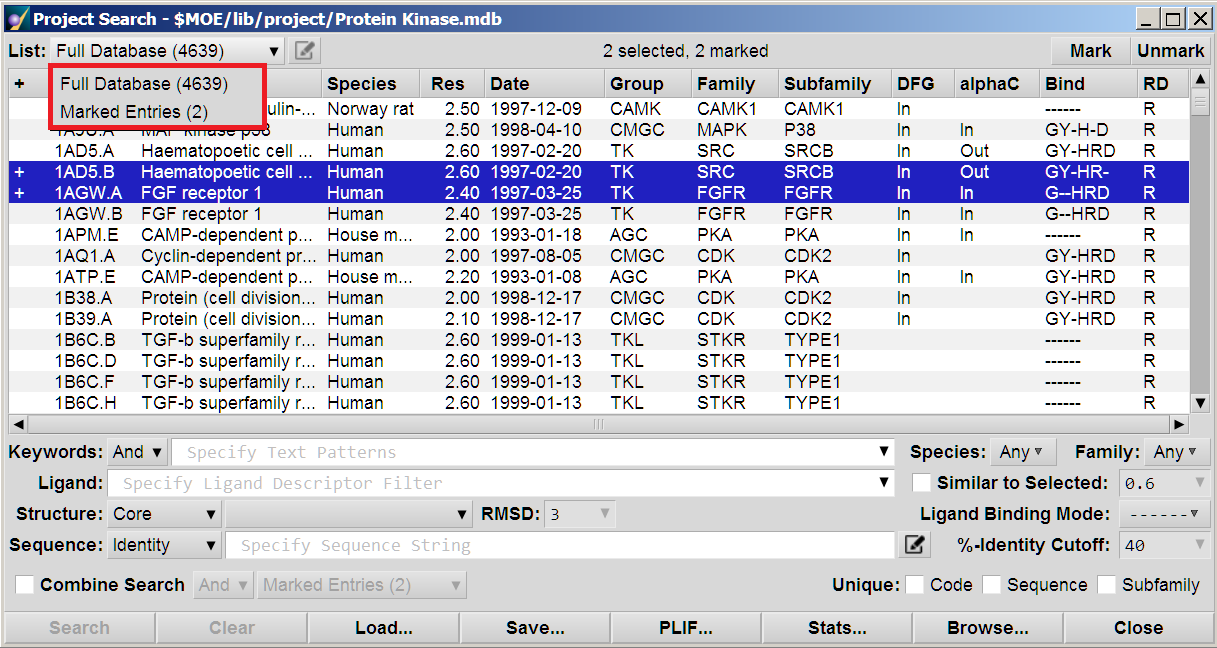 Project Search - $MOE/lib/project/Protein Kinase.mdb
List: Full Database (4639) 2 selected, 2 marked Mark Unmark
+ Species Res Date Group Family Subfamily DFG alphaC Bind RD
Full Database (4639)
Marked Entries (2)
ulin-... Norway rat 2.50 1997-12-09 CAMK CAMK1 CAMK1 In ------ R
Human 2.50 1998-04-10 CMGC MAPK P38 In In GY-H-D R
1AD5.A Haematopoetic cell ... Human 2.60 1997-02-20 TK SRC SRCB In Out GY-HRD R
+ 1AD5.B Haematopoetic cell ... Human 2.60 1997-02-20 TK SRC SRCB In Out GY-HR- R
+ 1AGW.A FGF receptor 1 Human 2.40 1997-03-25 TK FGFR FGFR In In G--HRD R
1AGW.B FGF receptor 1 Human 2.40 1997-03-25 TK FGFR FGFR In In G--HRD R
1APM.E CAMP-dependent p... House m... 2.00 1993-01-18 AGC PKA PKA In In ------ R
1AQ1.A Cyclin-dependent pr... Human 2.00 1997-08-05 CMGC CDK CDK2 In GY-HRD R
1ATP.E CAMP-dependent p... House m... 2.20 1993-01-08 AGC PKA PKA In In GY-HRD R
1B38.A Protein (cell division... Human 2.00 1998-12-17 CMGC CDK CDK2 In GY-HRD R
1B39.A Protein (cell division... Human 2.10 1998-12-17 CMGC CDK CDK2 In GY-HRD R
1B6C.B TGF-b superfamily r... Human 2.60 1999-01-13 TKL STKR TYPE1 ------ R
1B6C.D TGF-b superfamily r... Human 2.60 1999-01-13 TKL STKR TYPE1 ------ R
1B6C.F TGF-b superfamily r... Human 2.60 1999-01-13 TKL STKR TYPE1 ------ R
1B6C.H TGF-b superfamily r... Human 2.60 1999-01-13 TKL STKR TYPE1 ------ R
Keywords: And Specify Text Patterns Species: Any Family: Any
Ligand: Specify Ligand Descriptor Filter Similar to Selected: 0.6
Structure: Core RMSD: 3 Ligand Binding Mode: ------
Sequence: Identity Specify Sequence String %-Identity Cutoff: 40
Combine Search And Marked Entries (2) Unique: Code Sequence Subfamily
Search Clear Load... Save... PLIF... Stats... Browse... Close